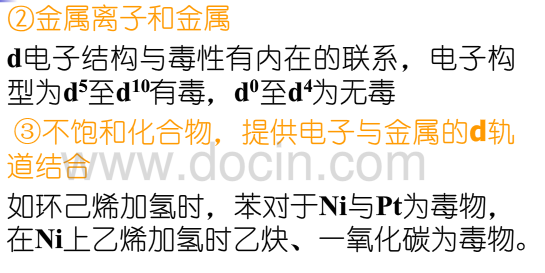 ②金属离子和金属
d电子结构与毒性有内在的联系，电子构
型为d⁵至d¹⁰有毒，d⁰至d⁴为无毒
③不饱和化合物，提供电子与金属的d轨
道结合
www.docin.com
如环己烯加氢时，苯对于Ni与Pt为毒物，
在Ni上乙烯加氢时乙炔、一氧化碳为毒物。